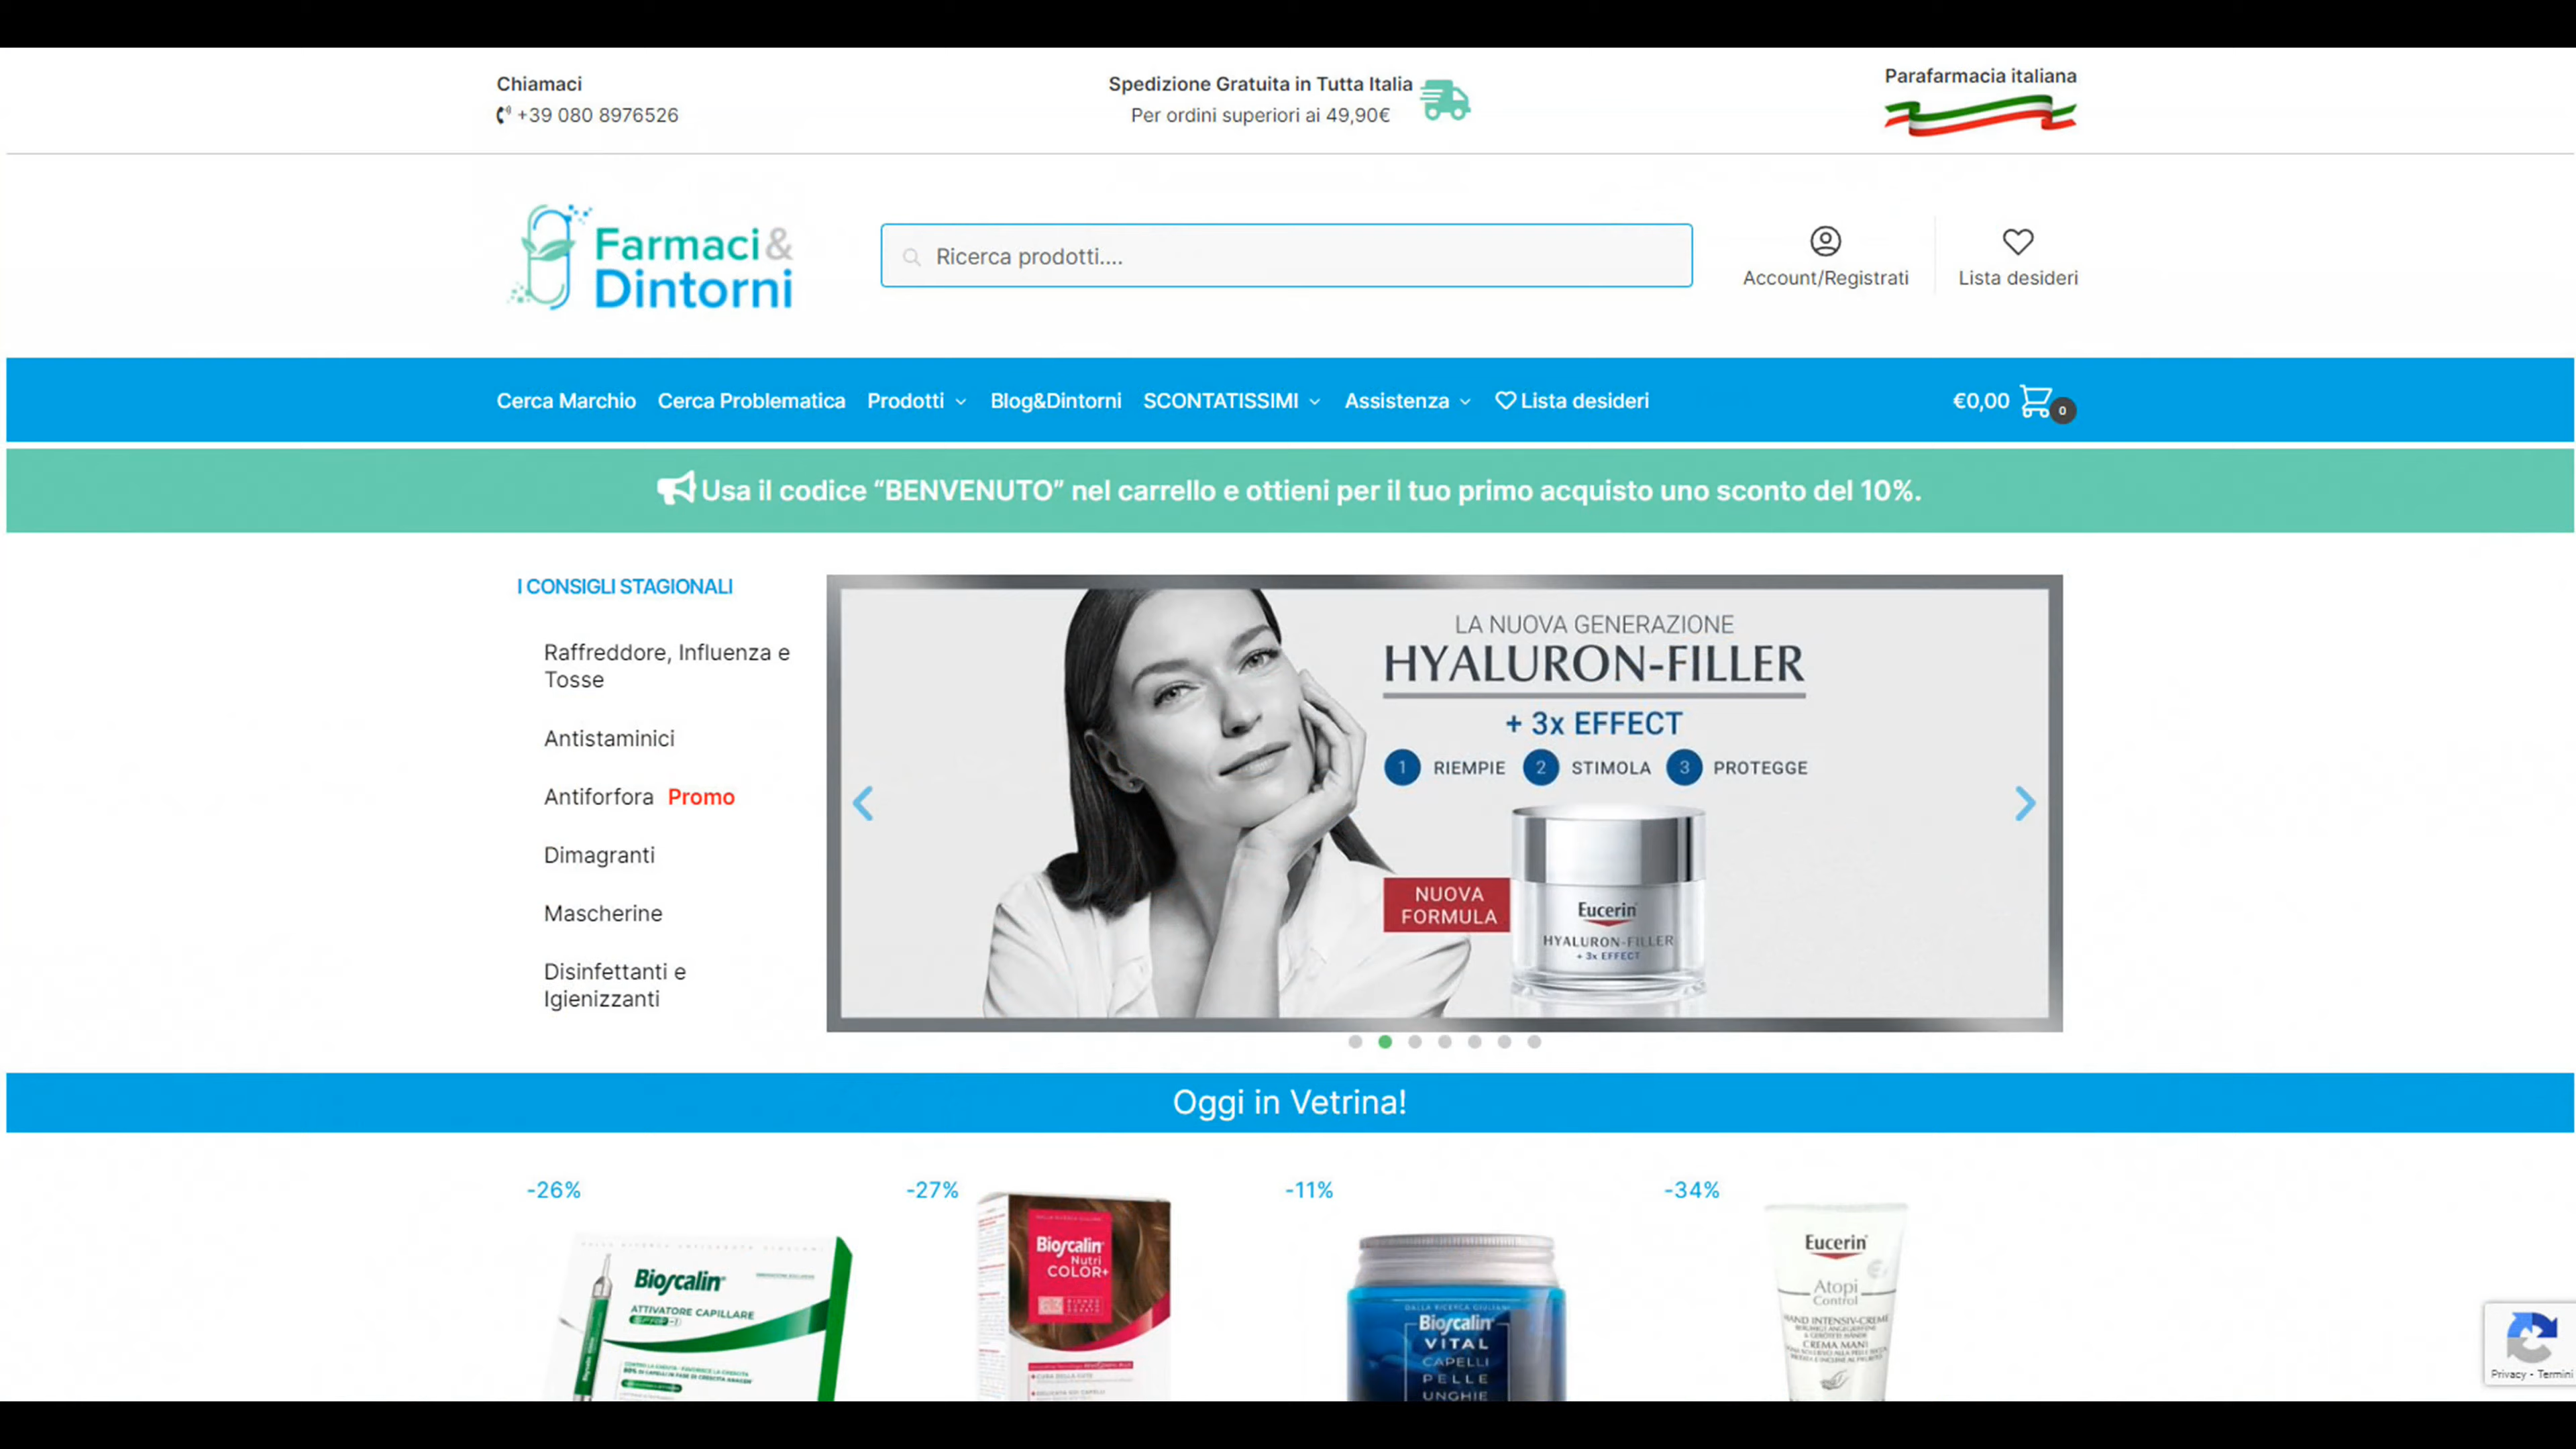 Chiamaci
+39 080 8976526
Spedizione Gratuita in Tutta Italia
Per ordini superiori ai 49,90€
Parafarmacia italiana
Farmaci&
Dintorni
Ricerca prodotti....
Account/Registrati
Lista desideri
Cerca Marchio Cerca Problematica Prodotti Blog&Dintorni SCONTATISSIMI Assistenza Lista desideri €0,00 0
Usa il codice “BENVENUTO” nel carrello e ottieni per il tuo primo acquisto uno sconto del 10%.
I CONSIGLI STAGIONALI
Raffreddore, Influenza e
Tosse
Antistaminici
Antiforfora Promo
Dimagranti
Mascherine
Disinfettanti e
Igienizzanti
LA NUOVA GENERAZIONE
HYALURON-FILLER
+ 3x EFFECT
1 RIEMPIE 2 STIMOLA 3 PROTEGGE
NUOVA
FORMULA
Eucerin
HYALURON-FILLER
+ 3x EFFECT
Oggi in Vetrina!
-26%
Bioscalin
ATTIVATORE CAPILLARE
-27%
Bioscalin
Nutri
COLOR+
-11%
DALLA RICERCA GIULIANI
Bioscalin
VITAL
CAPELLI
PELLE
UNGHIE
-34%
Eucerin
Atopi
Control
HAND INTENSIV-CREME
CREMA MANI
Privacy - Termini